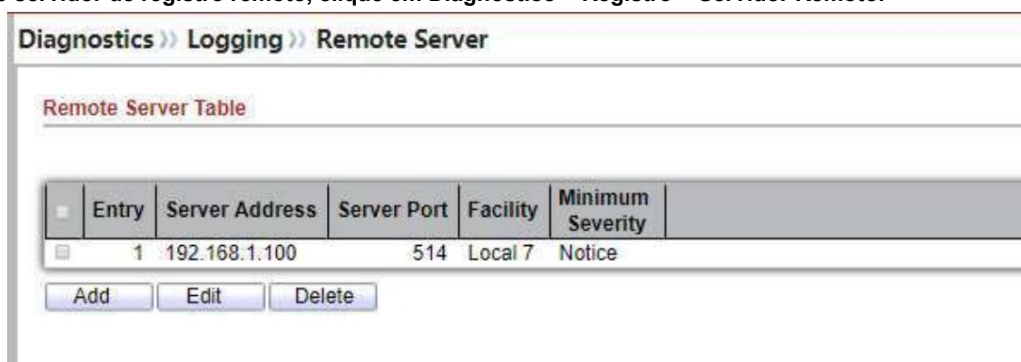 Diagnostics » Logging » Remote Server
Remote Server Table
Entry Server Address Server Port Facility Minimum Severity
1 192.168.1.100 514 Local 7 Notice
Add Edit Delete